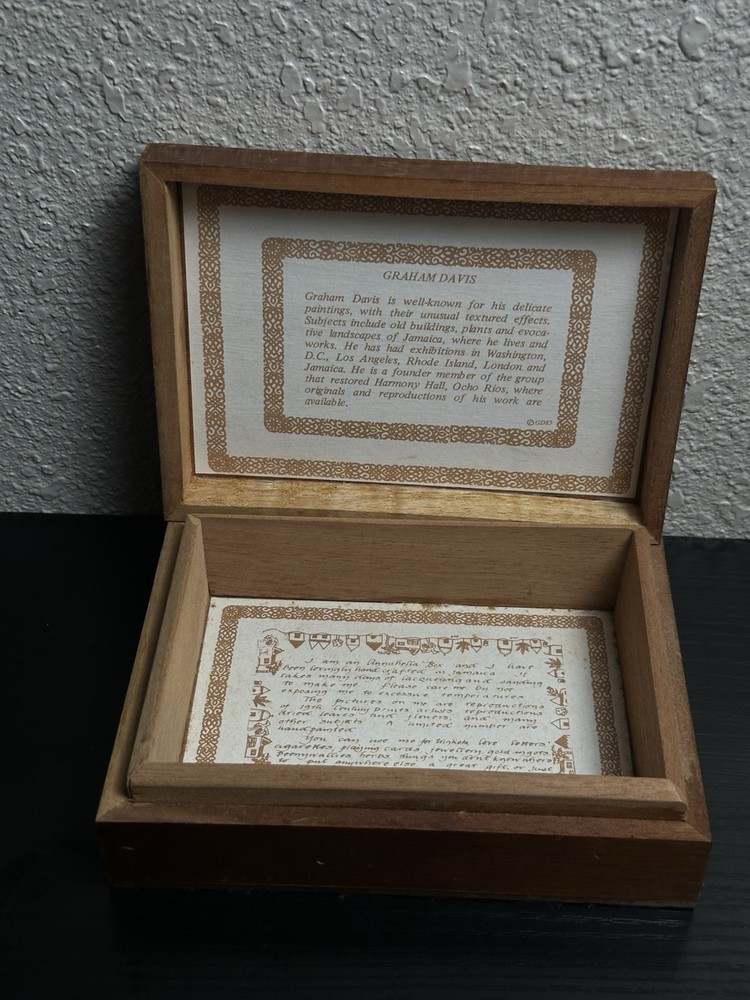 GRAHAM DAVIS
Graham Davis is well-known for his delicate
paintings, with their unusual textured effects.
Subjects include old buildings, plants and evoca-
tive landscapes of Jamaica, where he lives and
works. He has had exhibitions in Washington,
D.C., Los Angeles, Rhode Island, London and
Jamaica. He is a founder member of the group
that restored Harmony Hall, Ocho Rios, where
originals and reproductions of his work are
available.
© GD83
I am an Annabella Box and I have
been lovingly handcrafted in Jamaica It
takes many days of lacquering and sanding
to make me. Please care me by not
exposing me to excessive temperatures
The pictures on me are reproductions
of 19th Century prints, artists reproductions
dried leaves and flowers and many
other subjects A limited number are
handpainted
You can use me for trinkets love letters,
cigarettes, playing cards, jewellery, gold nuggets
herbs, things you don't know where
to put anywhere else a great gift, or just